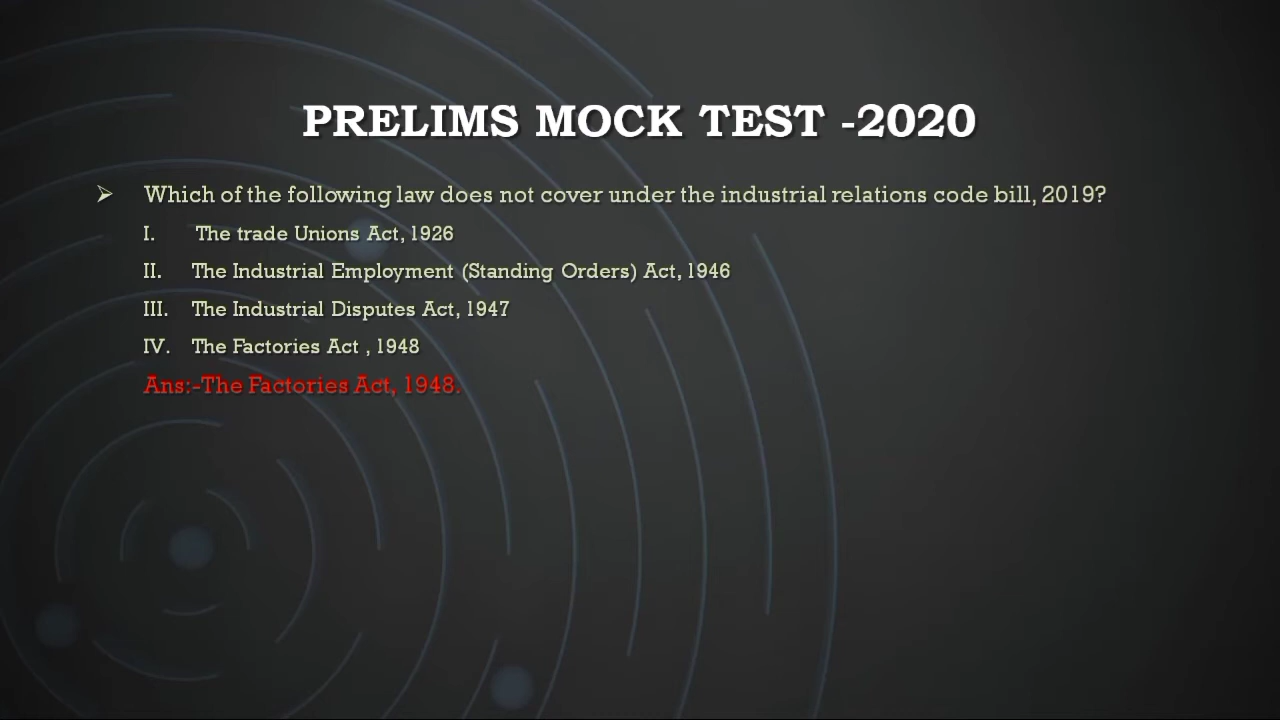 PRELIMS MOCK TEST -2020
➢ Which of the following law does not cover under the industrial relations code bill, 2019?
I. The trade Unions Act, 1926
II. The Industrial Employment (Standing Orders) Act, 1946
III. The Industrial Disputes Act, 1947
IV. The Factories Act , 1948
Ans:-The Factories Act, 1948.